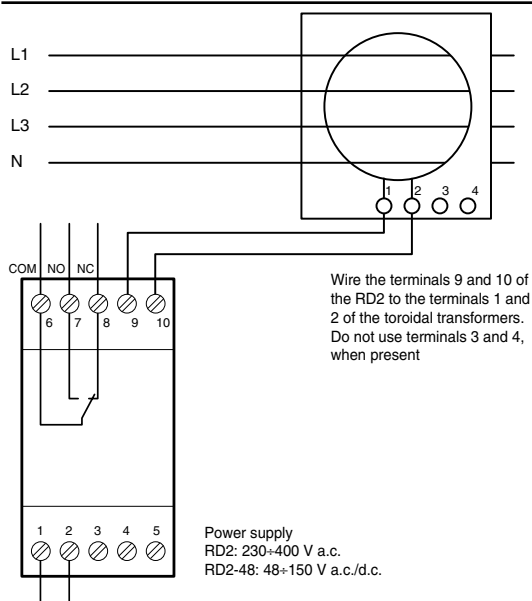 L1
L2
L3
N
1 2 3 4
COM NO NC
6 7 8 9 10
Wire the terminals 9 and 10 of
the RD2 to the terminals 1 and
2 of the toroidal transformers.
Do not use terminals 3 and 4,
when present
1 2 3 4 5
Power supply
RD2: 230÷400 V a.c.
RD2-48: 48÷150 V a.c./d.c.